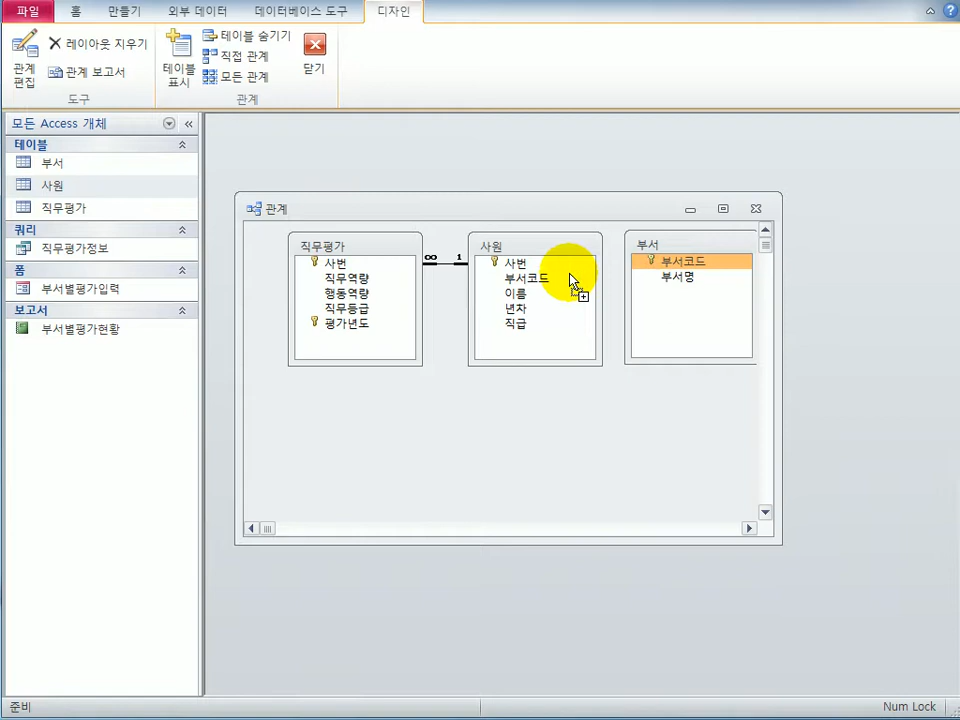 파일 홈 만들기 외부 데이터 데이터베이스 도구 디자인
관계 편집
레이아웃 지우기
관계 보고서
도구
테이블 표시
테이블 숨기기
직접 관계
모든 관계
닫기
관계
모든 Access 개체
테이블
부서
사원
직무평가
쿼리
직무평가정보
폼
부서별평가입력
보고서
부서별평가현황
관계
직무평가
사번
직무역량
행동역량
직무등급
평가년도
∞ 1
사원
사번
부서코드
이름
년차
직급
부서
부서코드
부서명
준비
Num Lock